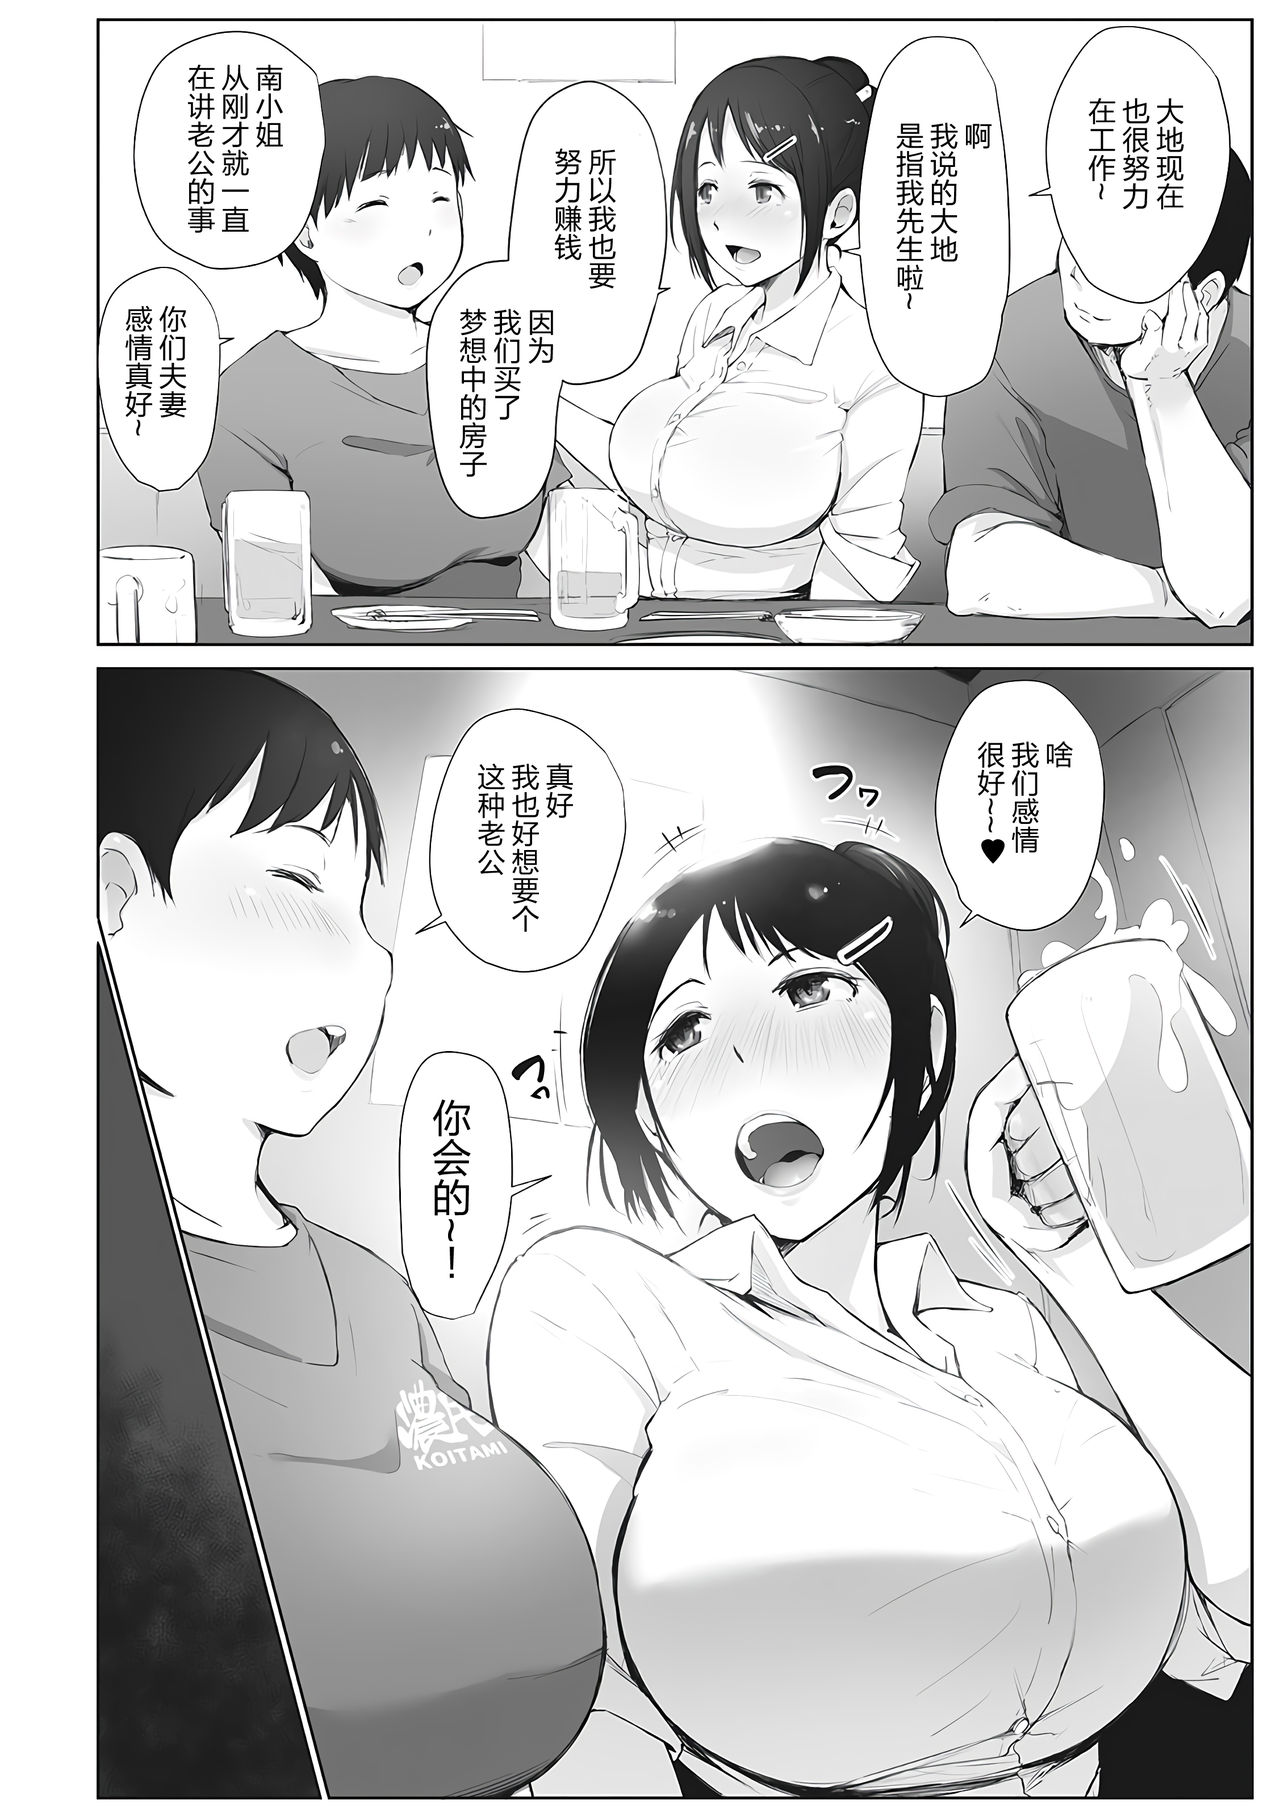 大地现在
也很努力
在工作~
啊
我说的大地
是指我先生啦~
所以我也要
努力赚钱
因为
我们买了
梦想中的房子
南小姐
从刚才就一直
在讲老公的事
你们夫妻
感情真好~
啥
我们感情
很好~~♥
フワ
真好
我也好想要个
这种老公
フラ
你会的~！
濃民
KOITAMI